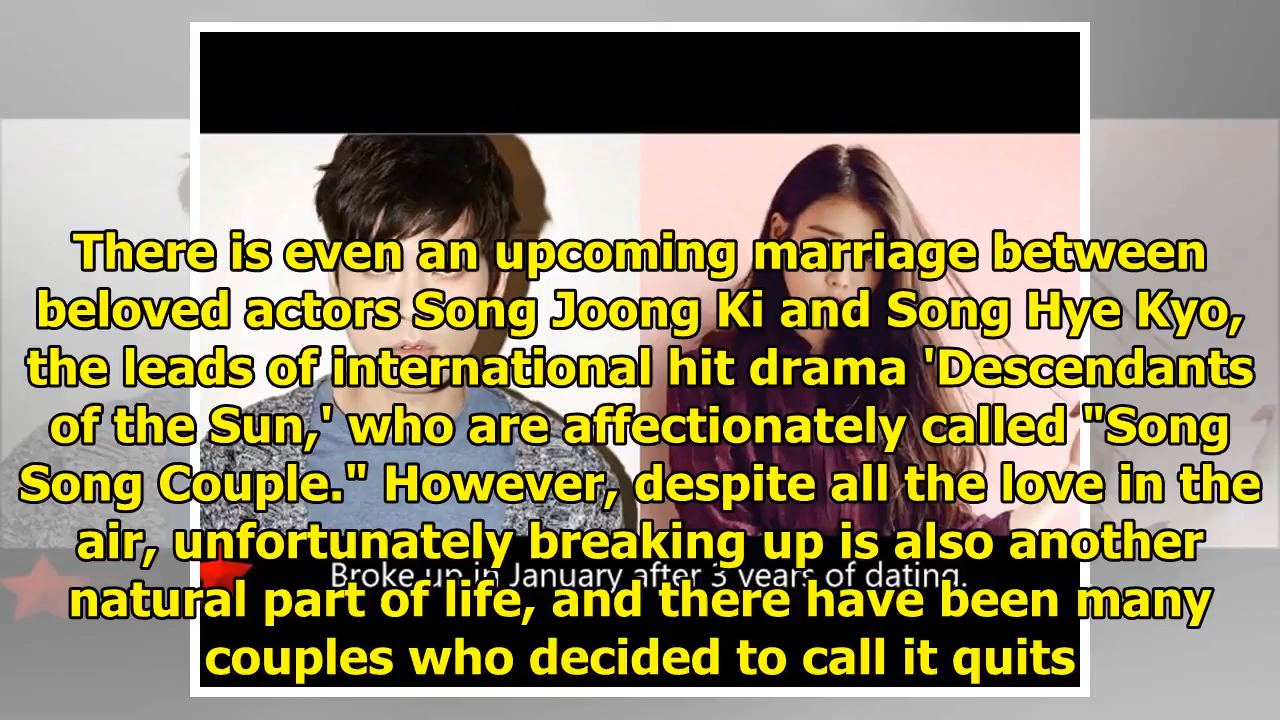 There is even an upcoming marriage between
beloved actors Song Joong Ki and Song Hye Kyo,
the leads of international hit drama 'Descendants
of the Sun,' who are affectionately called "Song
Song Couple." However, despite all the love in the
air, unfortunately breaking up is also another
Broke up in January after 3 years of dating.
natural part of life, and there have been many
couples who decided to call it quits